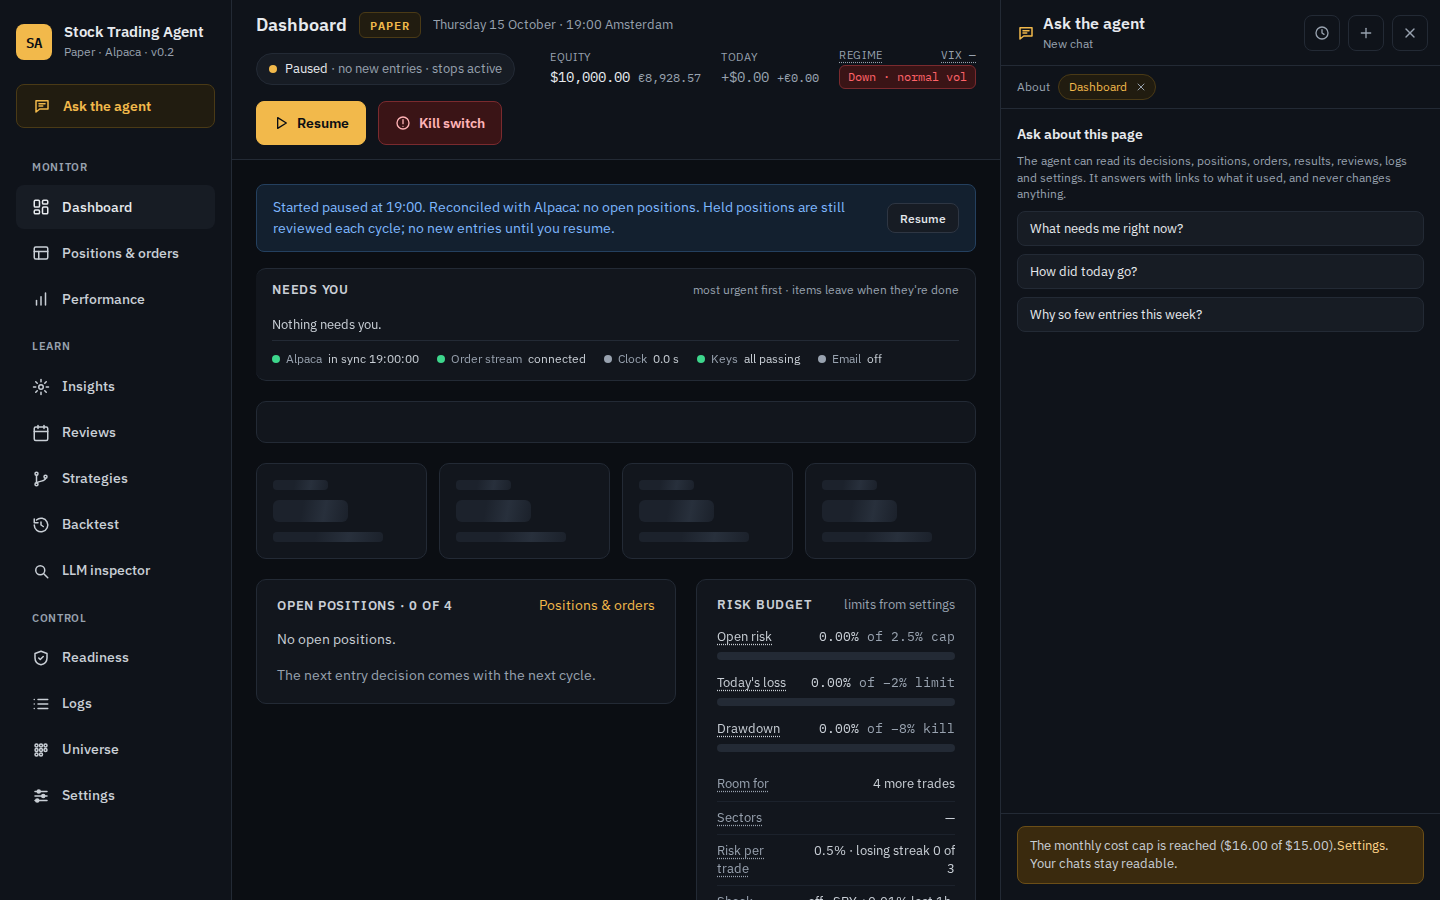 SA
Stock Trading Agent
Paper · Alpaca · v0.2
Ask the agent
MONITOR
Dashboard
Positions & orders
Performance
LEARN
Insights
Reviews
Strategies
Backtest
LLM inspector
CONTROL
Readiness
Logs
Universe
Settings
Dashboard PAPER Thursday 15 October · 19:00 Amsterdam
Paused · no new entries · stops active
EQUITY
$10,000.00 €8,928.57
TODAY
+$0.00 +€0.00
REGIME VIX —
Down · normal vol
Resume
Kill switch
Started paused at 19:00. Reconciled with Alpaca: no open positions. Held positions are still
reviewed each cycle; no new entries until you resume.
Resume
NEEDS YOU most urgent first · items leave when they're done
Nothing needs you.
Alpaca in sync 19:00:00 Order stream connected Clock 0.0 s Keys all passing Email off
OPEN POSITIONS · 0 OF 4 Positions & orders
No open positions.
The next entry decision comes with the next cycle.
RISK BUDGET limits from settings
Open risk 0.00% of 2.5% cap
Today's loss 0.00% of −2% limit
Drawdown 0.00% of −8% kill
Room for 4 more trades
Sectors —
Risk per trade 0.5% · losing streak 0 of 3
Ask the agent
New chat
About Dashboard
Ask about this page
The agent can read its decisions, positions, orders, results, reviews, logs
and settings. It answers with links to what it used, and never changes
anything.
What needs me right now?
How did today go?
Why so few entries this week?
The monthly cost cap is reached ($16.00 of $15.00).Settings.
Your chats stay readable.